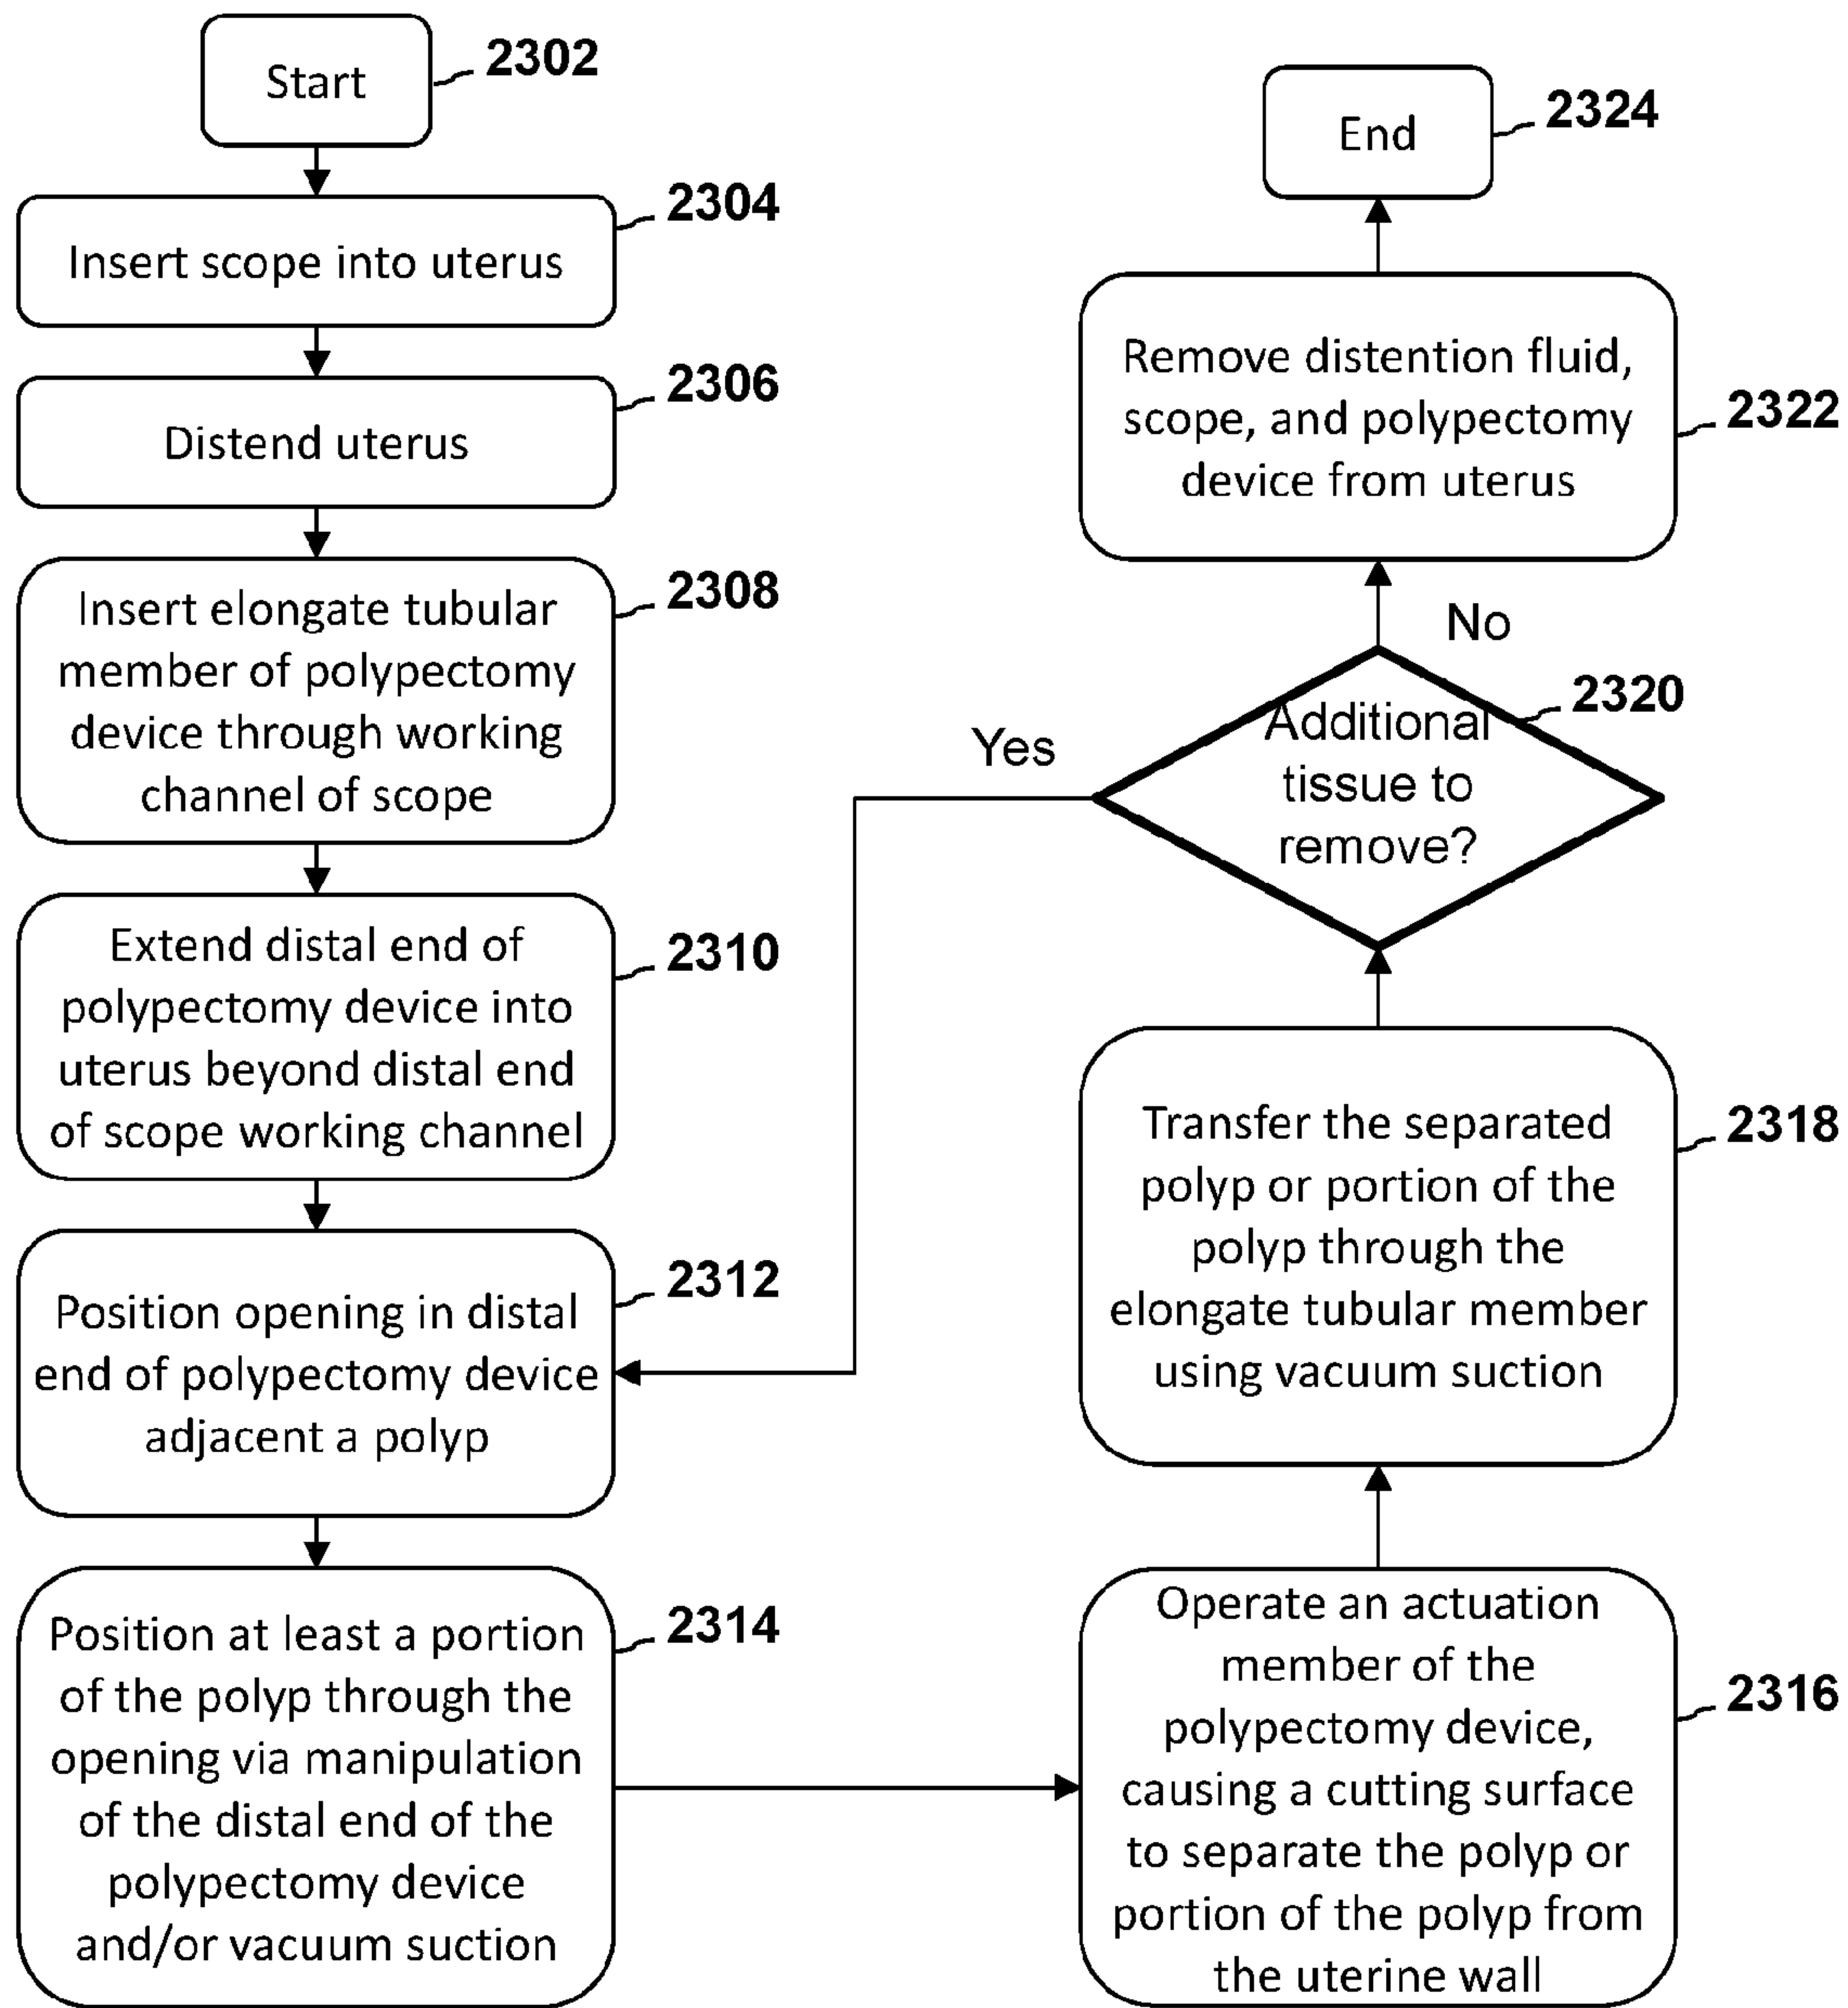 Start
2302
Insert scope into uterus
2304
Distend uterus
2306
Insert elongate tubular
member of polypectomy
device through working
channel of scope
2308
Extend distal end of
polypectomy device into
uterus beyond distal end
of scope working channel
2310
Position opening in distal
end of polypectomy device
adjacent a polyp
2312
Position at least a portion
of the polyp through the
opening via manipulation
of the distal end of the
polypectomy device
and/or vacuum suction
2314
Operate an actuation
member of the
polypectomy device,
causing a cutting surface
to separate the polyp or
portion of the polyp from
the uterine wall
2316
Transfer the separated
polyp or portion of the
polyp through the
elongate tubular member
using vacuum suction
2318
Additional
tissue to
remove?
2320
Yes
No
Remove distention fluid,
scope, and polypectomy
device from uterus
2322
End
2324